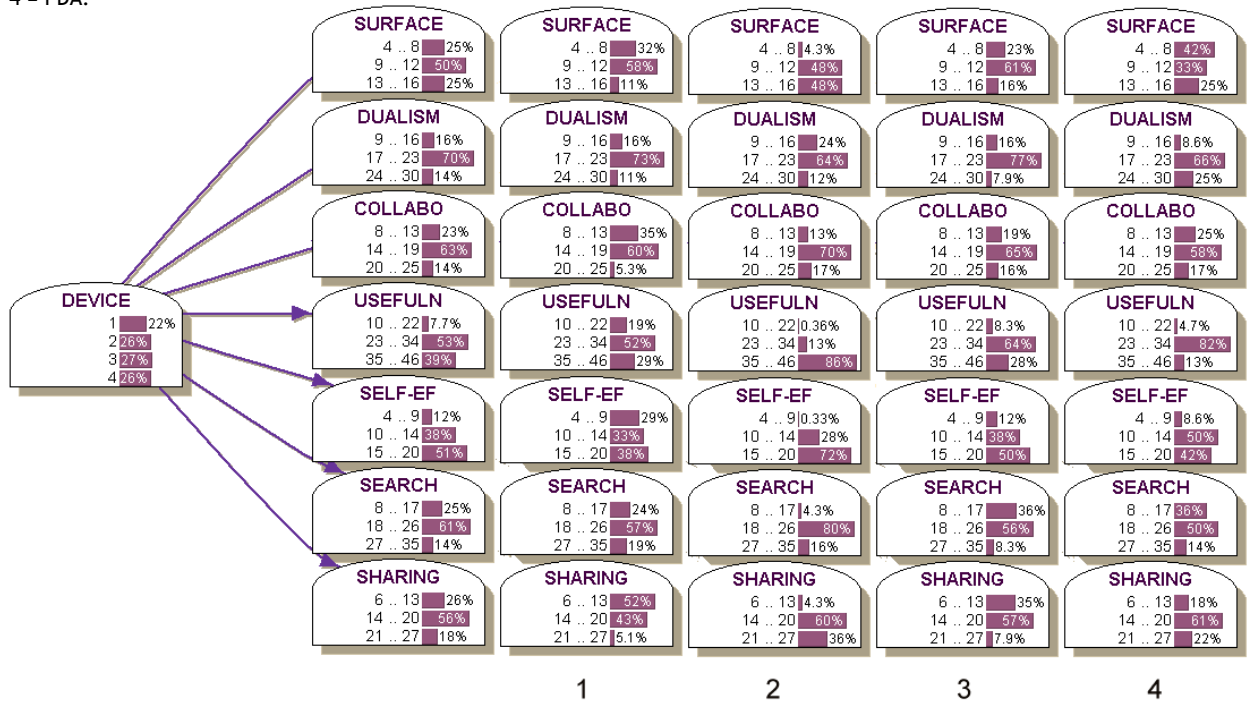 SURFACE SURFACE SURFACE SURFACE SURFACE
4 .. 8 25% 4 .. 8 32% 4 .. 8 4.3% 4 .. 8 23% 4 .. 8 42%
9 .. 12 50% 9 .. 12 58% 9 .. 12 48% 9 .. 12 61% 9 .. 12 33%
13 .. 16 25% 13 .. 16 11% 13 .. 16 48% 13 .. 16 16% 13 .. 16 25%
DUALISM DUALISM DUALISM DUALISM DUALISM
9 .. 16 16% 9 .. 16 16% 9 .. 16 24% 9 .. 16 16% 9 .. 16 8.6%
17 .. 23 70% 17 .. 23 73% 17 .. 23 64% 17 .. 23 77% 17 .. 23 66%
24 .. 30 14% 24 .. 30 11% 24 .. 30 12% 24 .. 30 7.9% 24 .. 30 25%
COLLABO COLLABO COLLABO COLLABO COLLABO
8 .. 13 23% 8 .. 13 35% 8 .. 13 13% 8 .. 13 19% 8 .. 13 25%
14 .. 19 63% 14 .. 19 60% 14 .. 19 70% 14 .. 19 65% 14 .. 19 58%
20 .. 25 14% 20 .. 25 5.3% 20 .. 25 17% 20 .. 25 16% 20 .. 25 17%
DEVICE
1 22%
2 26%
3 27%
4 26%
USEFULN USEFULN USEFULN USEFULN USEFULN
10 .. 22 7.7% 10 .. 22 19% 10 .. 22 0.36% 10 .. 22 8.3% 10 .. 22 4.7%
23 .. 34 53% 23 .. 34 52% 23 .. 34 13% 23 .. 34 64% 23 .. 34 82%
35 .. 46 39% 35 .. 46 29% 35 .. 46 86% 35 .. 46 28% 35 .. 46 13%
SELF-EF SELF-EF SELF-EF SELF-EF SELF-EF
4 .. 9 12% 4 .. 9 29% 4 .. 9 0.33% 4 .. 9 12% 4 .. 9 8.6%
10 .. 14 38% 10 .. 14 33% 10 .. 14 28% 10 .. 14 38% 10 .. 14 50%
15 .. 20 51% 15 .. 20 38% 15 .. 20 72% 15 .. 20 50% 15 .. 20 42%
SEARCH SEARCH SEARCH SEARCH SEARCH
8 .. 17 25% 8 .. 17 24% 8 .. 17 4.3% 8 .. 17 36% 8 .. 17 36%
18 .. 26 61% 18 .. 26 57% 18 .. 26 80% 18 .. 26 56% 18 .. 26 50%
27 .. 35 14% 27 .. 35 19% 27 .. 35 16% 27 .. 35 8.3% 27 .. 35 14%
SHARING SHARING SHARING SHARING SHARING
6 .. 13 26% 6 .. 13 52% 6 .. 13 4.3% 6 .. 13 35% 6 .. 13 18%
14 .. 20 56% 14 .. 20 43% 14 .. 20 60% 14 .. 20 57% 14 .. 20 61%
21 .. 27 18% 21 .. 27 5.1% 21 .. 27 36% 21 .. 27 7.9% 21 .. 27 22%
1 2 3 4